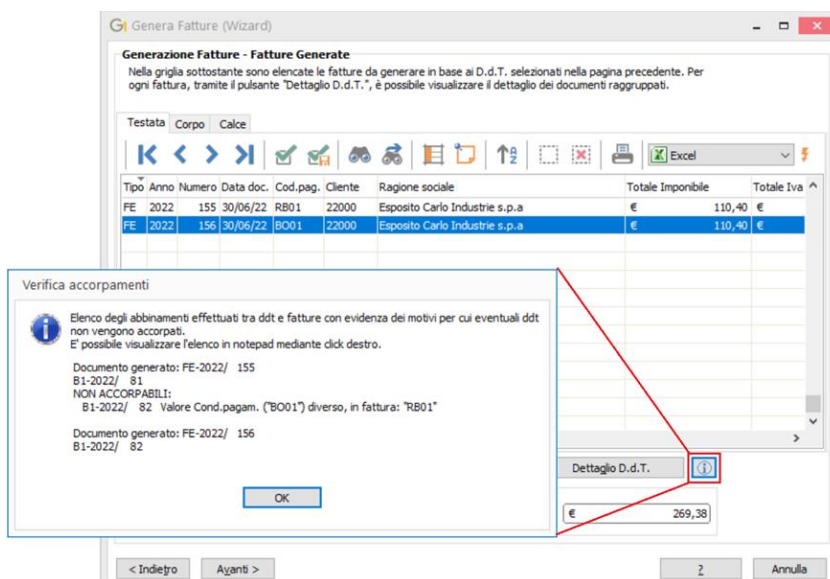 Genera Fatture (Wizard)
Generazione Fatture - Fatture Generate
Nella griglia sottostante sono elencate le fatture da generare in base ai D.d.T. selezionati nella pagina precedente. Per
ogni fattura, tramite il pulsante "Dettaglio D.d.T.", è possibile visualizzare il dettaglio dei documenti raggruppati.
Testata Corpo Calce
Excel
Tipo Anno Numero Data doc. Cod.pag. Cliente Ragione sociale Totale Imponibile Totale Iva
FE 2022 155 30/06/22 RB01 22000 Esposito Carlo Industrie s.p.a € 110,40 €
FE 2022 156 30/06/22 BO01 22000 Esposito Carlo Industrie s.p.a € 110,40 €
Verifica accorpamenti
Elenco degli abbinamenti effettuati tra ddt e fatture con evidenza dei motivi per cui eventuali ddt
non vengono accorpati.
E' possibile visualizzare l'elenco in notepad mediante click destro.
Documento generato: FE-2022/ 155
B1-2022/ 81
NON ACCORPABILI:
B1-2022/ 82 Valore Cond.pagam. ("BO01") diverso, in fattura: "RB01"
Documento generato: FE-2022/ 156
B1-2022/ 82
OK
Dettaglio D.d.T.
€ 269,38
< Indietro Avanti > ? Annulla